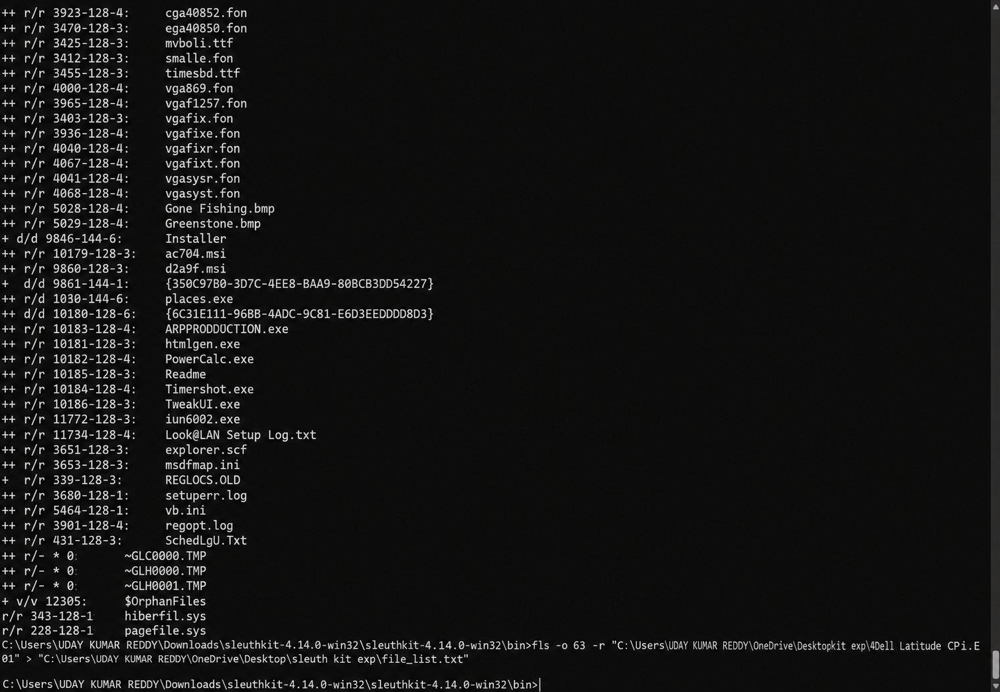 ++ r/r 3923-128-4:     cga40852.fon
++ r/r 3470-128-3:     ega40850.fon
++ r/r 3425-128-3:     mvboli.ttf
++ r/r 3412-128-3:     smalle.fon
++ r/r 3455-128-3:     timesbd.ttf
++ r/r 4000-128-4:     vga869.fon
++ r/r 3965-128-4:     vgaf1257.fon
++ r/r 3403-128-3:     vgafix.fon
++ r/r 3936-128-4:     vgafixe.fon
++ r/r 4040-128-4:     vgafixr.fon
++ r/r 4067-128-4:     vgafixt.fon
++ r/r 4041-128-4:     vgasysr.fon
++ r/r 4068-128-4:     vgasyst.fon
++ r/r 5028-128-4:     Gone Fishing.bmp
++ r/r 5029-128-4:     Greenstone.bmp
+ d/d 9846-144-6:      Installer
++ r/r 10179-128-3:    ac704.msi
++ r/r 9860-128-3:     d2a9f.msi
+  d/d 9861-144-1:     {350C97B0-3D7C-4EE8-BAA9-80BCB3DD54227}
++ r/d 1030-144-6:     places.exe
++ d/d 10180-128-6:    {6C31E111-96BB-4ADC-9C81-E6D3EEDDDD8D3}
++ r/r 10183-128-4:    ARPPRODDUCTION.exe
++ r/r 10181-128-3:    htmlgen.exe
++ r/r 10182-128-4:    PowerCalc.exe
++ r/r 10185-128-3:    Readme
++ r/r 10184-128-4:    Timershot.exe
++ r/r 10186-128-3:    TweakUI.exe
++ r/r 11772-128-3:    iun6002.exe
++ r/r 11734-128-4:    Look@LAN Setup Log.txt
++ r/r 3651-128-3:     explorer.scf
++ r/r 3653-128-3:     msdfmap.ini
+  r/r 339-128-3:      REGLOCS.OLD
++ r/r 3680-128-1:     setuperr.log
++ r/r 5464-128-1:     vb.ini
++ r/r 3901-128-4:     regopt.log
++ r/r 431-128-3:      SchedLgU.Txt
++ r/- * 0:       ~GLC0000.TMP
++ r/- * 0:       ~GLH0000.TMP
++ r/- * 0:       ~GLH0001.TMP
+ v/v 12305:     $OrphanFiles
r/r 343-128-1    hiberfil.sys
r/r 228-128-1    pagefile.sys
C:\Users\UDAY KUMAR REDDY\Downloads\sleuthkit-4.14.0-win32\sleuthkit-4.14.0-win32\bin>fls -o 63 -r "C:\Users\UDAY KUMAR REDDY\OneDrive\Desktopkit exp\4Dell Latitude CPi.E
01" > "C:\Users\UDAY KUMAR REDDY\OneDrive\Desktop\sleuth kit exp\file_list.txt"
C:\Users\UDAY KUMAR REDDY\Downloads\sleuthkit-4.14.0-win32\sleuthkit-4.14.0-win32\bin>